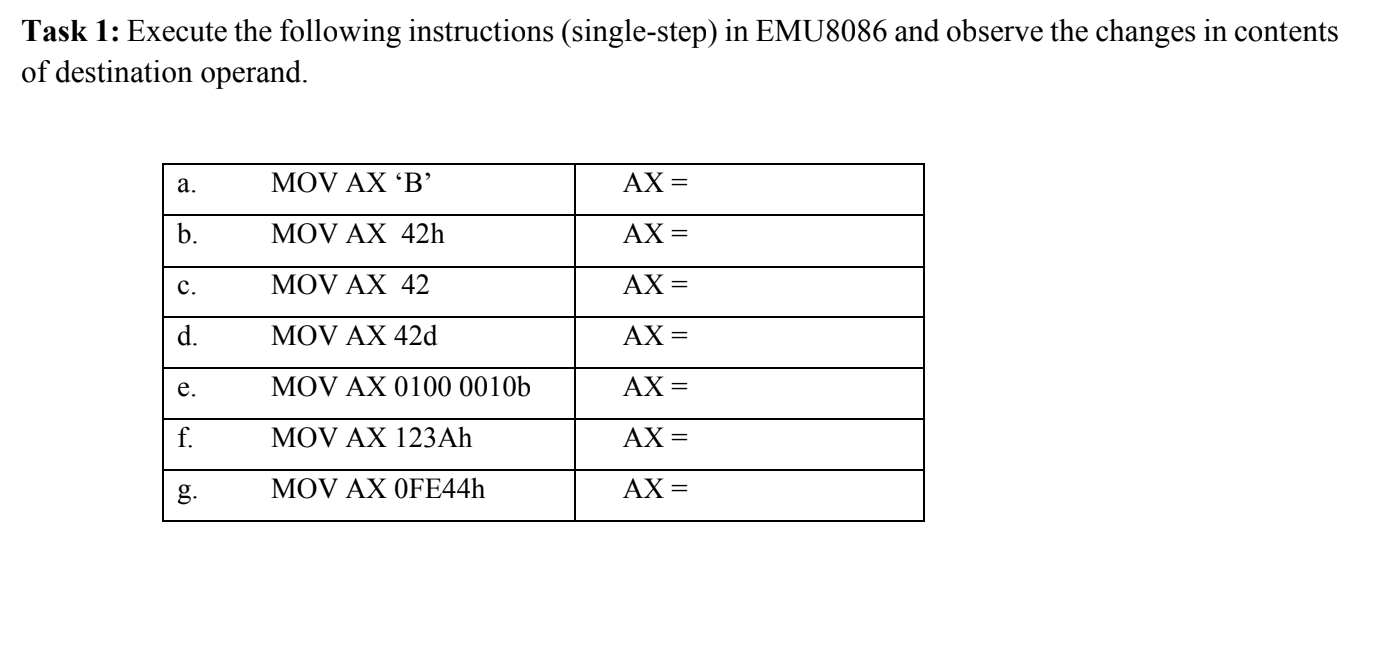 Task 1: Execute the following instructions (single-step) in EMU8086 and observe the changes in contents
of destination operand.
a. MOV AX ‘B’ AX =
b. MOV AX 42h AX =
c. MOV AX 42 AX =
d. MOV AX 42d AX =
e. MOV AX 0100 0010b AX =
f. MOV AX 123Ah AX =
g. MOV AX 0FE44h AX =